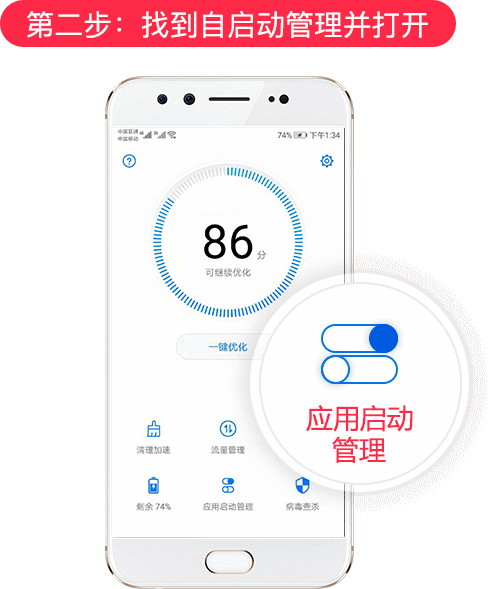 第二步：找到自启动管理并打开
中国联通
中国移动
74% 下午1:34
86
分
可继续优化
一键优化
应用启动
管理
清理加速 流量管理
剩余 74% 应用启动管理 病毒查杀